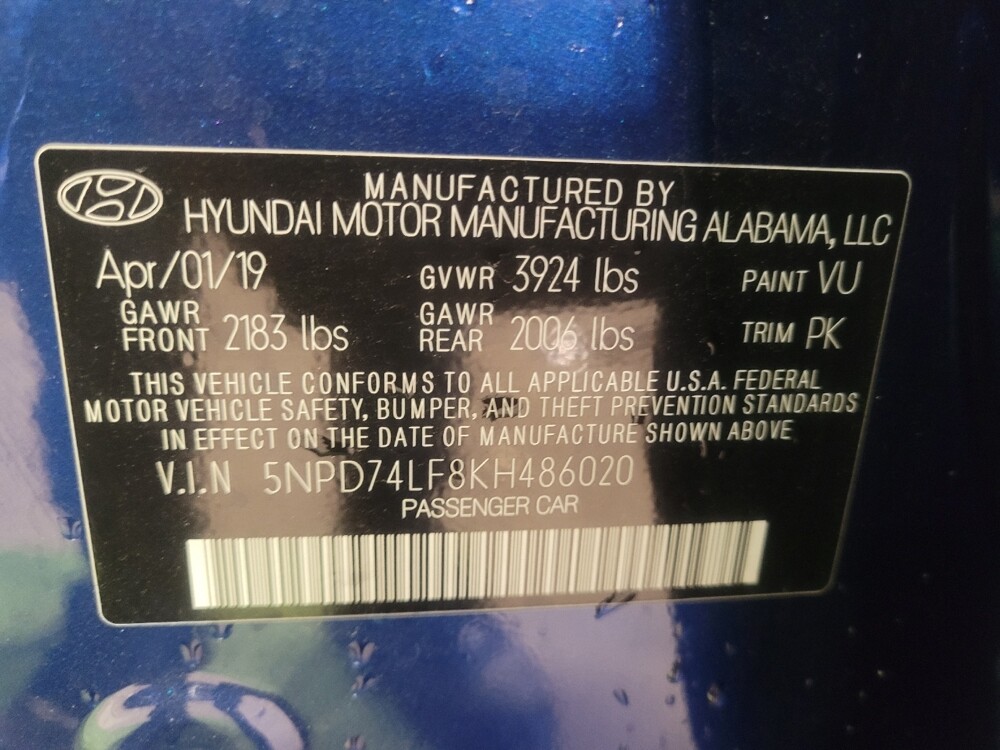 MANUFACTURED BY
HYUNDAI MOTOR MANUFACTURING ALABAMA, LLC
Apr/01/19 GVWR 3924 lbs PAINT VU
GAWR FRONT 2183 lbs GAWR REAR 2006 lbs TRIM PK
THIS VEHICLE CONFORMS TO ALL APPLICABLE U.S.A. FEDERAL
MOTOR VEHICLE SAFETY, BUMPER, AND THEFT PREVENTION STANDARDS
IN EFFECT ON THE DATE OF MANUFACTURE SHOWN ABOVE
V.I.N 5NPD74LF8KH486020
PASSENGER CAR